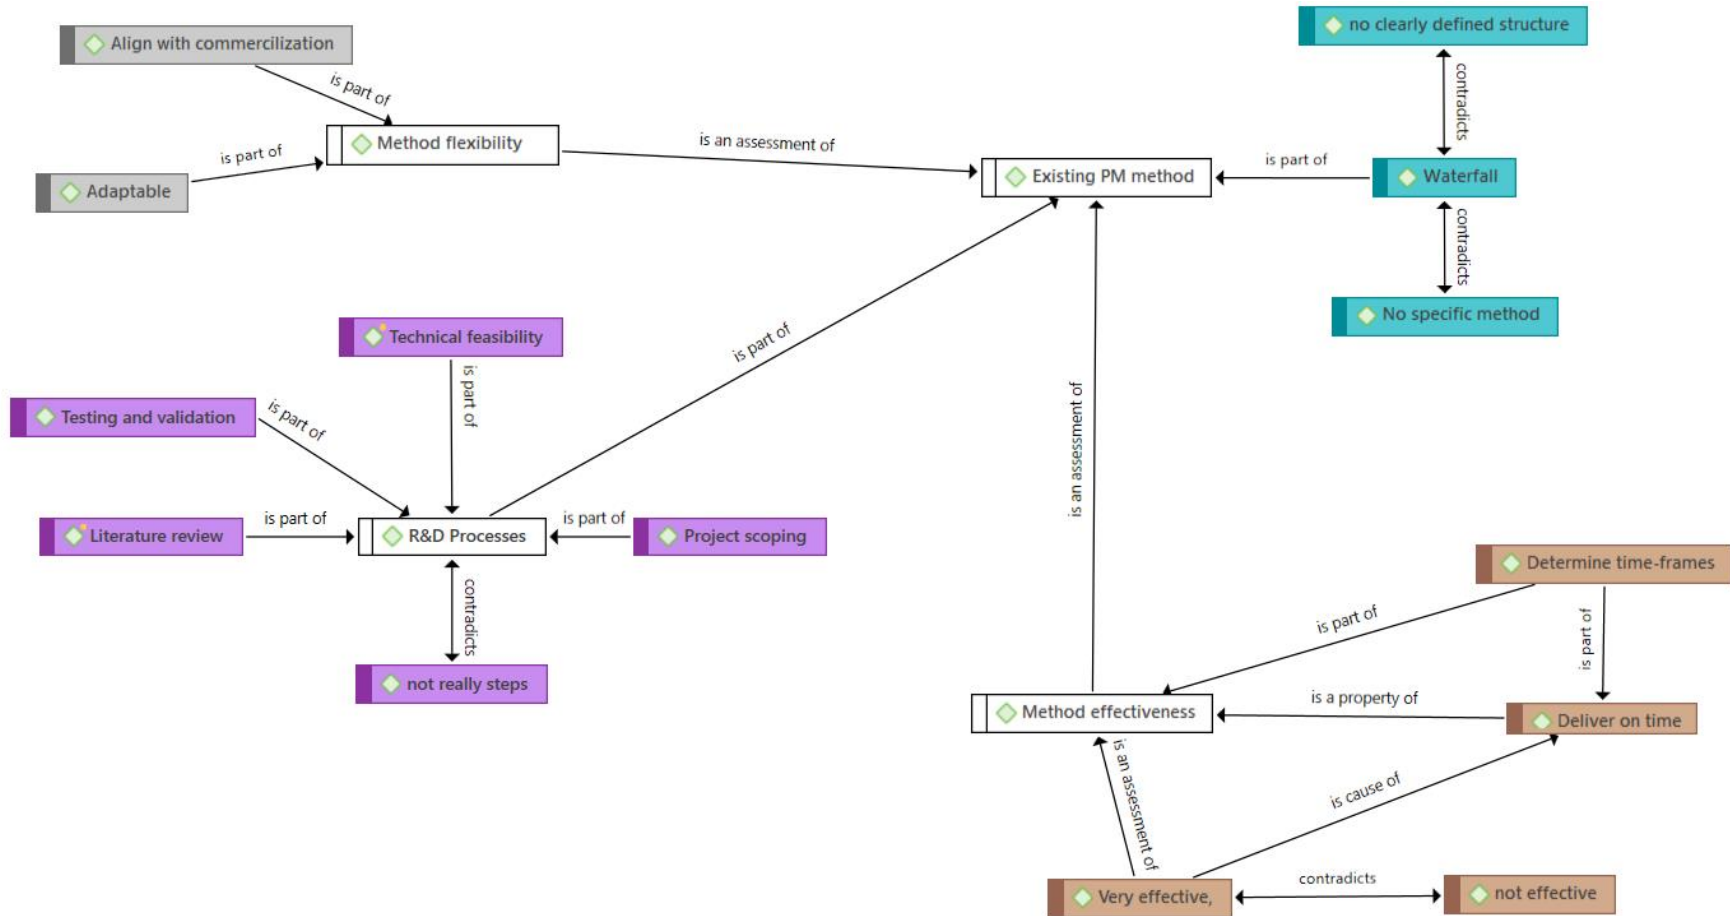 no clearly defined structure
Align with commercilization
is part of
contradicts
Method flexibility
is an assessment of
is part of
Existing PM method
is part of
Waterfall
Adaptable
contradicts
No specific method
Technical feasibility
is part of
is part of
Testing and validation
is part of
is an assessment of
Literature review
is part of
R&D Processes
is part of
Project scoping
contradicts
Determine time-frames
is part of
is part of
not really steps
Method effectiveness
is a property of
Deliver on time
is an assessment of
is cause of
Very effective,
contradicts
not effective